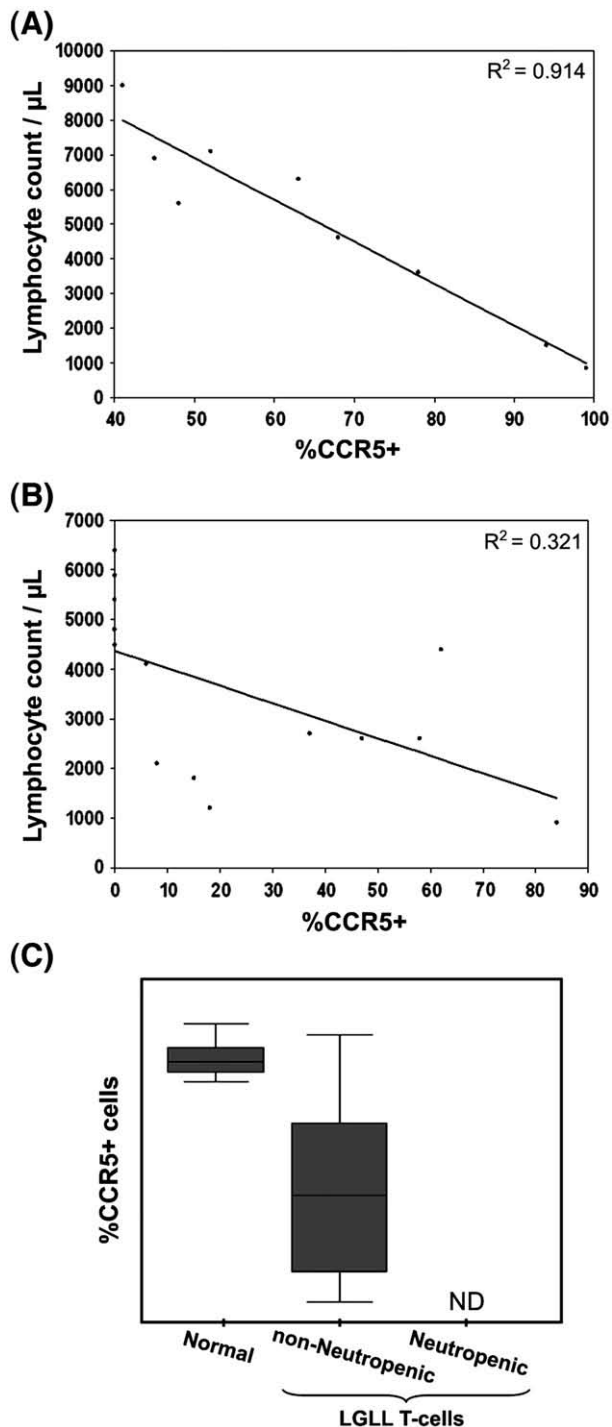 (A)
10000
9000
8000
7000
6000
5000
4000
3000
2000
1000
0
Lymphocyte count / µL
R² = 0.914
40 50 60 70 80 90 100
%CCR5+
(B)
7000
6000
5000
4000
3000
2000
1000
0
Lymphocyte count / µL
R² = 0.321
0 10 20 30 40 50 60 70 80 90
%CCR5+
(C)
%CCR5+ cells
ND
Normal non-Neutropenic Neutropenic
LGLL T-cells